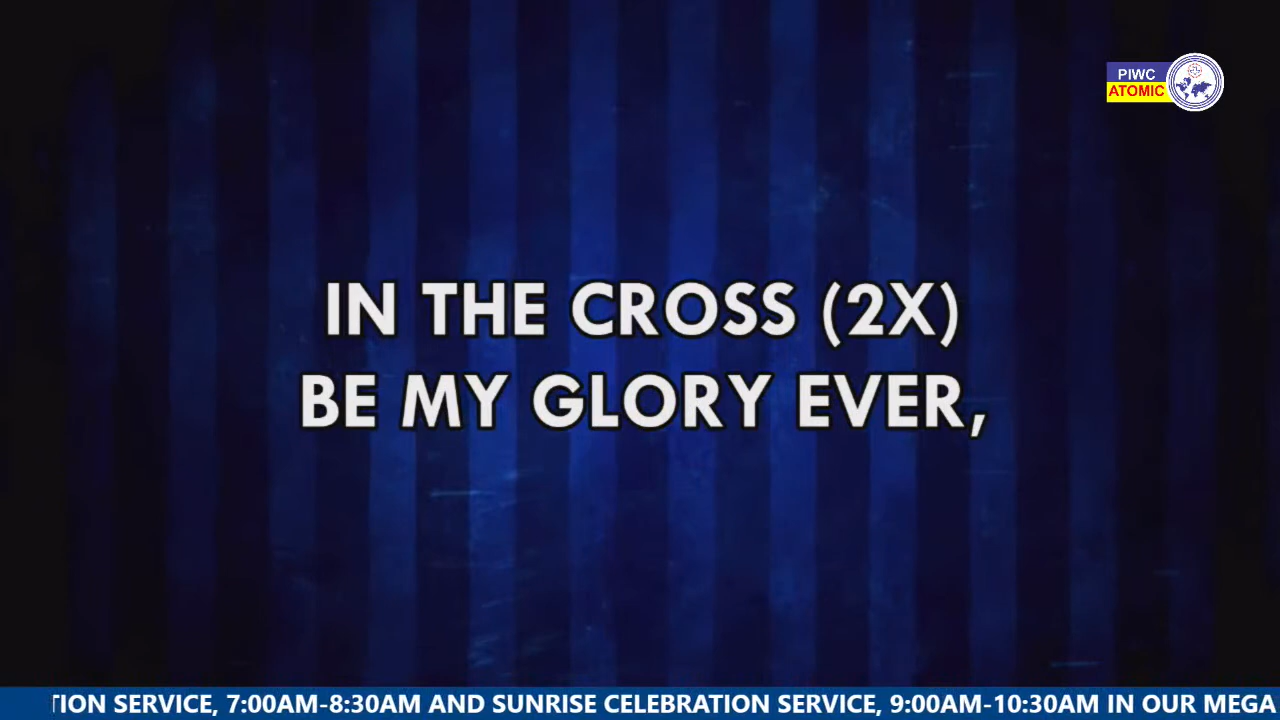 PIWC
ATOMIC
IN THE CROSS (2X)
BE MY GLORY EVER,
TION SERVICE, 7:00AM-8:30AM AND SUNRISE CELEBRATION SERVICE, 9:00AM-10:30AM IN OUR MEGA